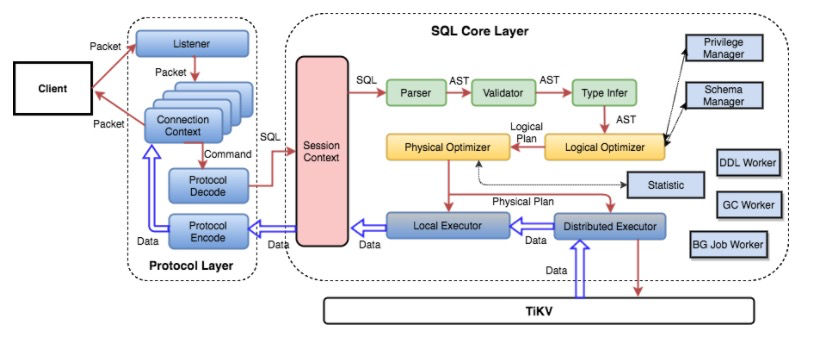 SQL Core Layer
Packet
Listener
Privilege
Manager
Client
Packet
SQL
Parser
AST
Validator
AST
Type Infer
Schema
Manager
Packet
Connection
Context
AST
SQL
Session
Context
Logical
Plan
Command
Physical Optimizer
Logical Optimizer
DDL Worker
Protocol
Decode
Statistic
Physical Plan
GC Worker
Protocol
Encode
Local Executor
Distributed Executor
Data
Data
Data
Data
BG Job Worker
Protocol Layer
Data
TiKV